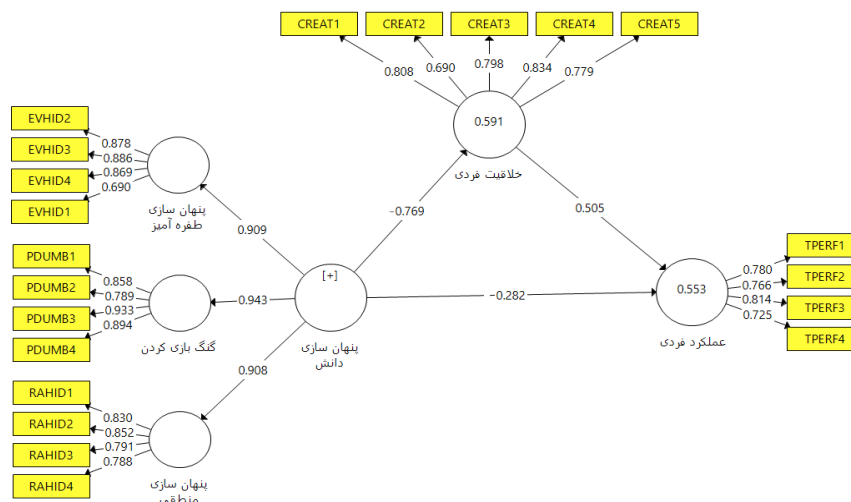 CREAT1
CREAT2
CREAT3
CREAT4
CREAT5
0.808
0.690
0.798
0.834
0.779
0.591
خلاقیت فردی
EVHID2
EVHID3
EVHID4
EVHID1
0.878
0.886
0.869
0.690
پنهان سازی
طفره آمیز
0.909
-0.769
0.505
PDUMB1
PDUMB2
PDUMB3
PDUMB4
0.858
0.789
0.933
0.894
گنگ بازی کردن
0.943
[+]
پنهان سازی
دانش
-0.282
0.553
عملکرد فردی
0.780
0.766
0.814
0.725
TPERF1
TPERF2
TPERF3
TPERF4
0.908
RAHID1
RAHID2
RAHID3
RAHID4
0.830
0.852
0.791
0.788
پنهان سازی